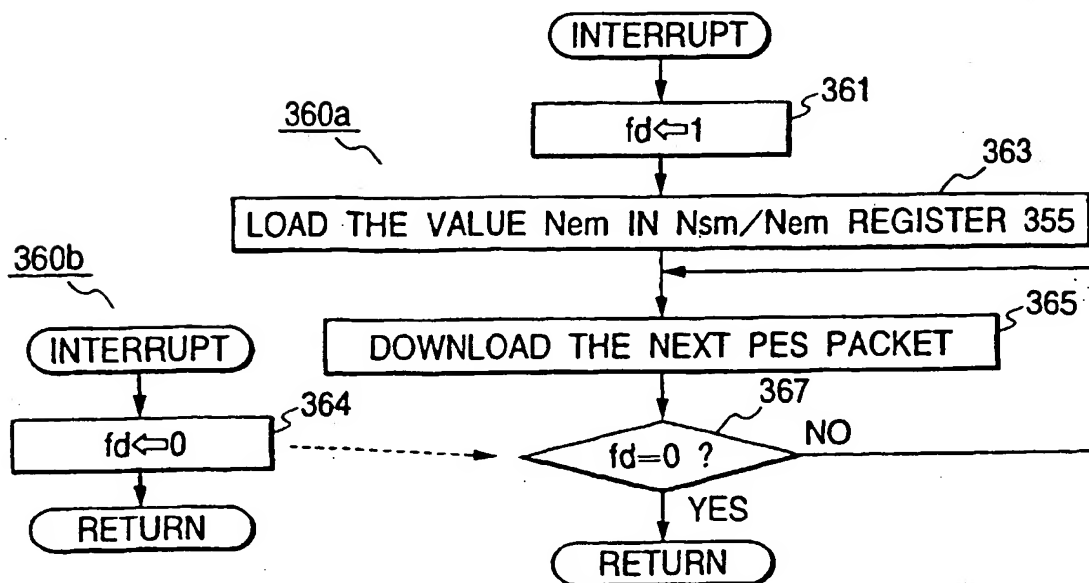 INTERRUPT
361
fd⇐1
360a
363
LOAD THE VALUE Nem IN Nsm/Nem REGISTER 355
360b
365
INTERRUPT
DOWNLOAD THE NEXT PES PACKET
364
367
fd⇐0
fd=0 ?
NO
YES
RETURN
RETURN